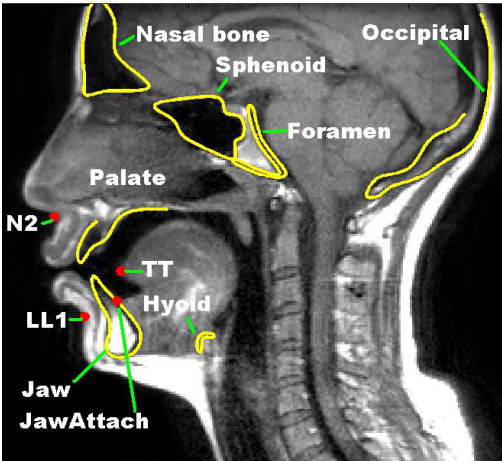 Nasal bone
Occipital
Sphenoid
Foramen
Palate
N2
TT
Hyoid
LL1
Jaw
JawAttach